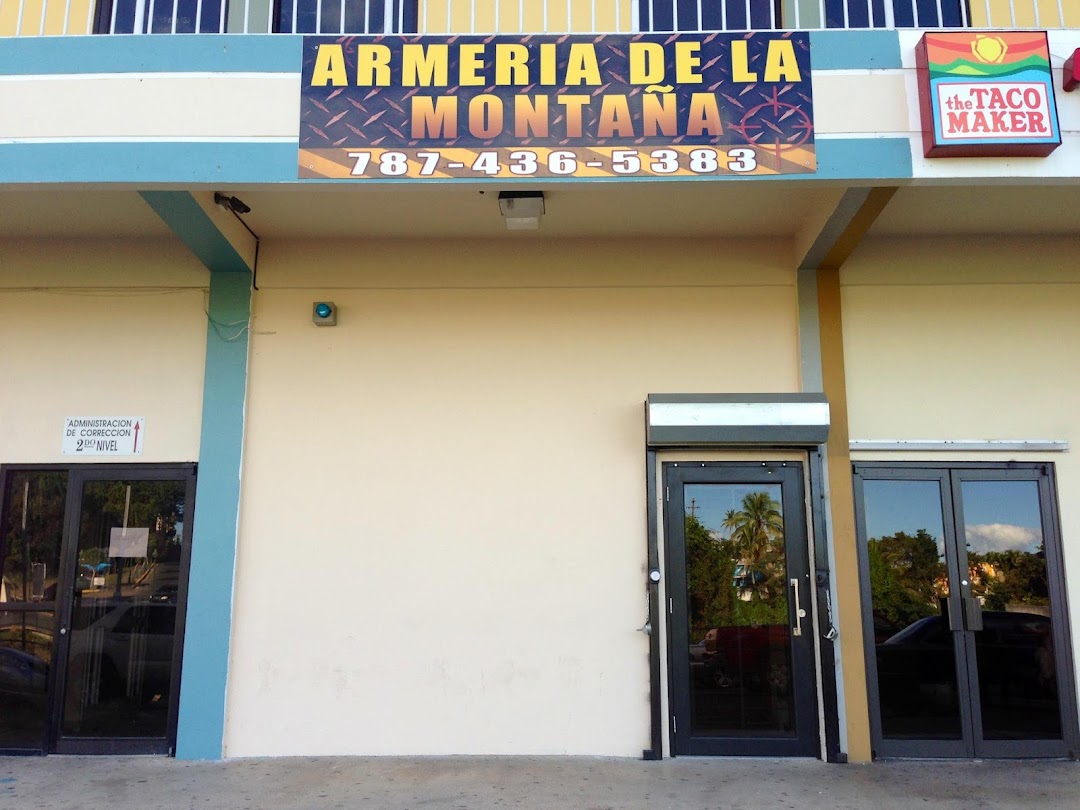 ARMERIA DE LA
MONTAÑA
787-436-5383
the TACO
MAKER
ADMINISTRACION
DE CORRECCION
2DO NIVEL